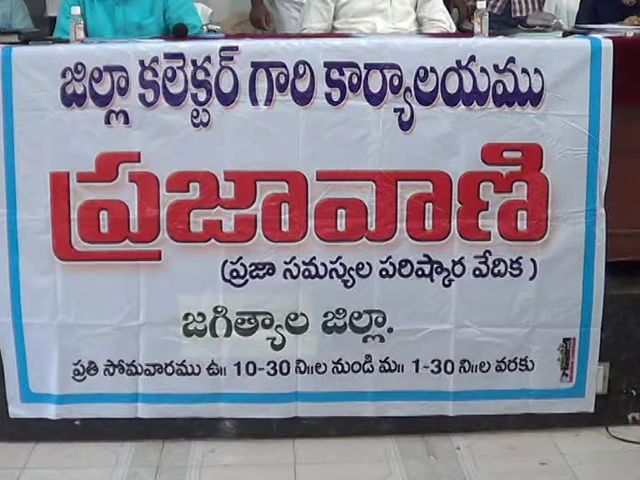 జిల్లా కలెక్టర్ గారి కార్యాలయము
ప్రజావాణి
(ప్రజా సమస్యల పరిష్కార వేదిక)
జగిత్యాల జిల్లా.
ప్రతి సోమవారము ఉ॥ 10-30 ని॥ల నుండి మ॥ 1-30 ని॥ల వరకు